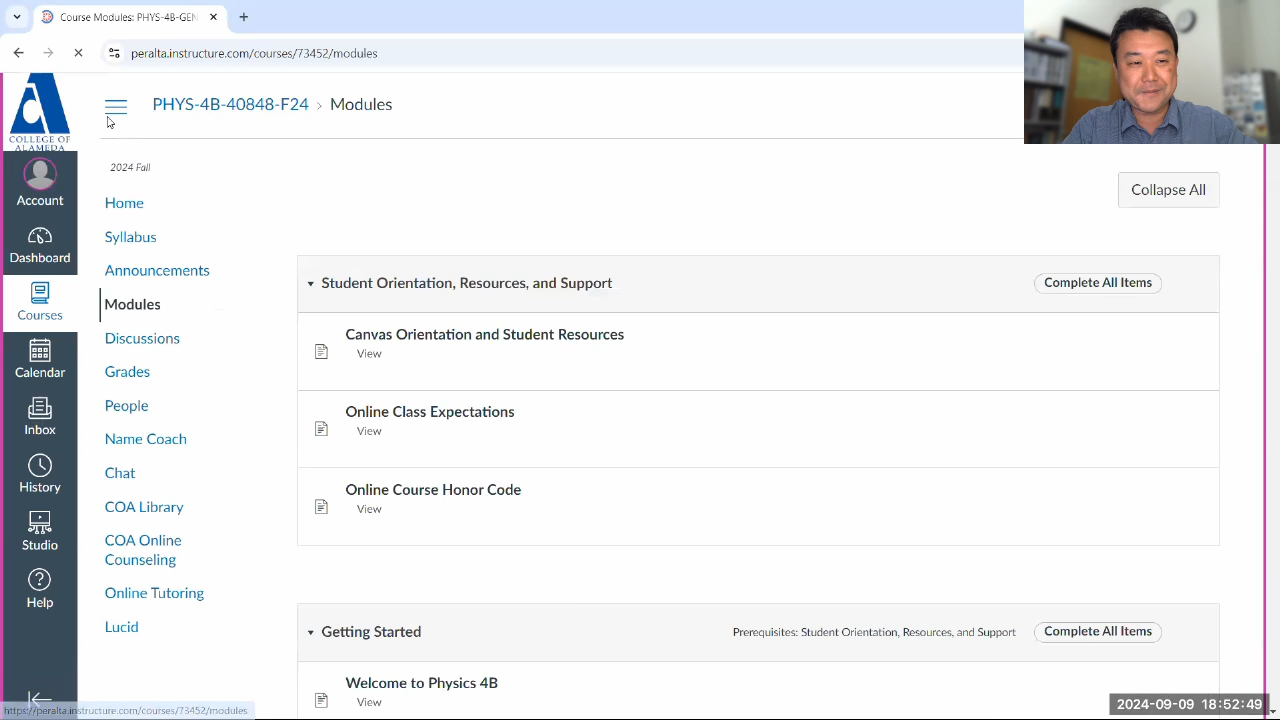 Course Modules: PHYS-4B-GEN
peralta.instructure.com/courses/73452/modules
COLLEGE OF
ALAMEDA
PHYS-4B-40848-F24 > Modules
2024 Fall
Account
Dashboard
Courses
Calendar
Inbox
History
Studio
Help
Home
Syllabus
Announcements
Modules
Discussions
Grades
People
Name Coach
Chat
COA Library
COA Online
Counseling
Online Tutoring
Lucid
Collapse All
Student Orientation, Resources, and Support
Complete All Items
Canvas Orientation and Student Resources
View
Online Class Expectations
View
Online Course Honor Code
View
Getting Started
Prerequisites: Student Orientation, Resources, and Support
Complete All Items
Welcome to Physics 4B
View
https://peralta.instructure.com/courses/73452/modules
2024-09-09 18:52:49